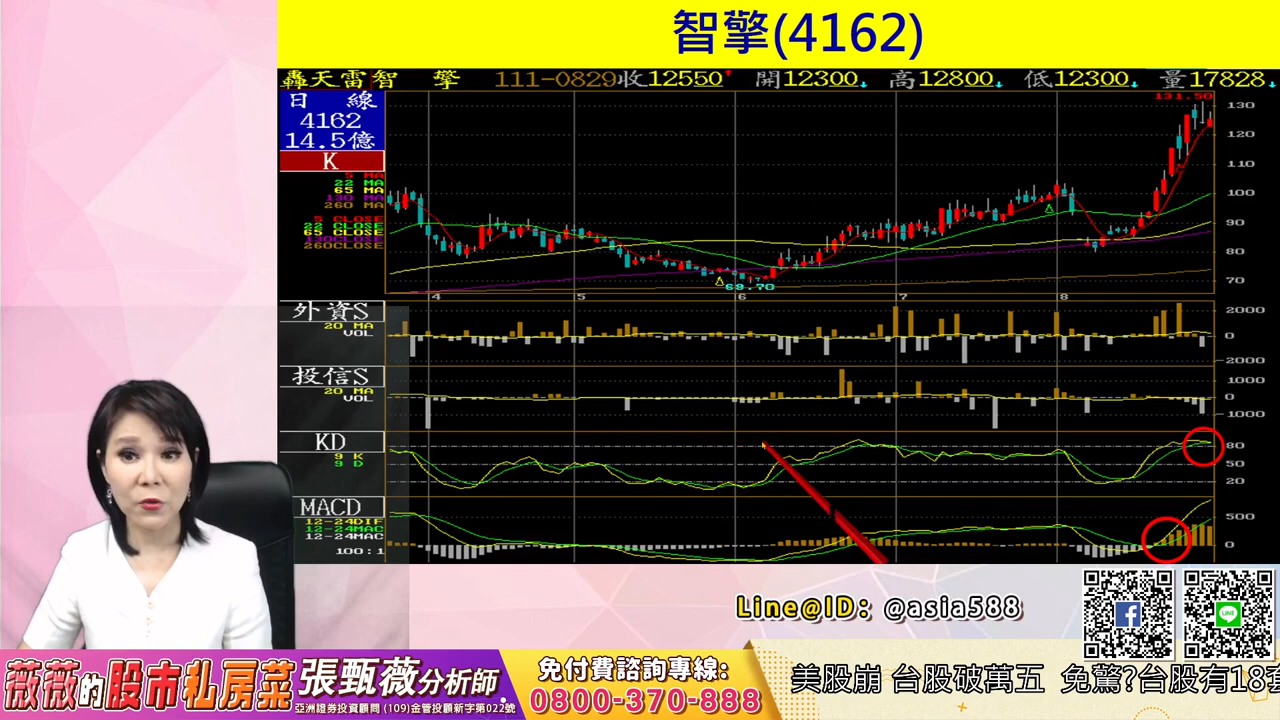 智擎(4162)
轟天雷智 擎 111-0829收12550 開12300 高12800 低12300 量17828
日 線
4162
14.5億
K
5 MA
22 MA
65 MA
130 MA
260 MA
5 CLOSE
22 CLOSE
65 CLOSE
130CLOSE
260CLOSE
131.50
130
120
110
100
90
80
70
69.70
4 5 6 7 8
外資S
20 MA
VOL
2000
0
-2000
投信S
20 MA
VOL
1000
0
-1000
KD
9 K
9 D
80
50
20
MACD
12-24DIF
12-24MAC
12-24MAC
100:1
500
0
Line@ID: @asia588
LINE
薇薇的股市私房菜
張甄薇分析師
亞洲證券投資顧問 (109)金管投顧新字第022號
免付費諮詢專線:
0800-370-888
美股崩 台股破萬五 免驚?台股有18套